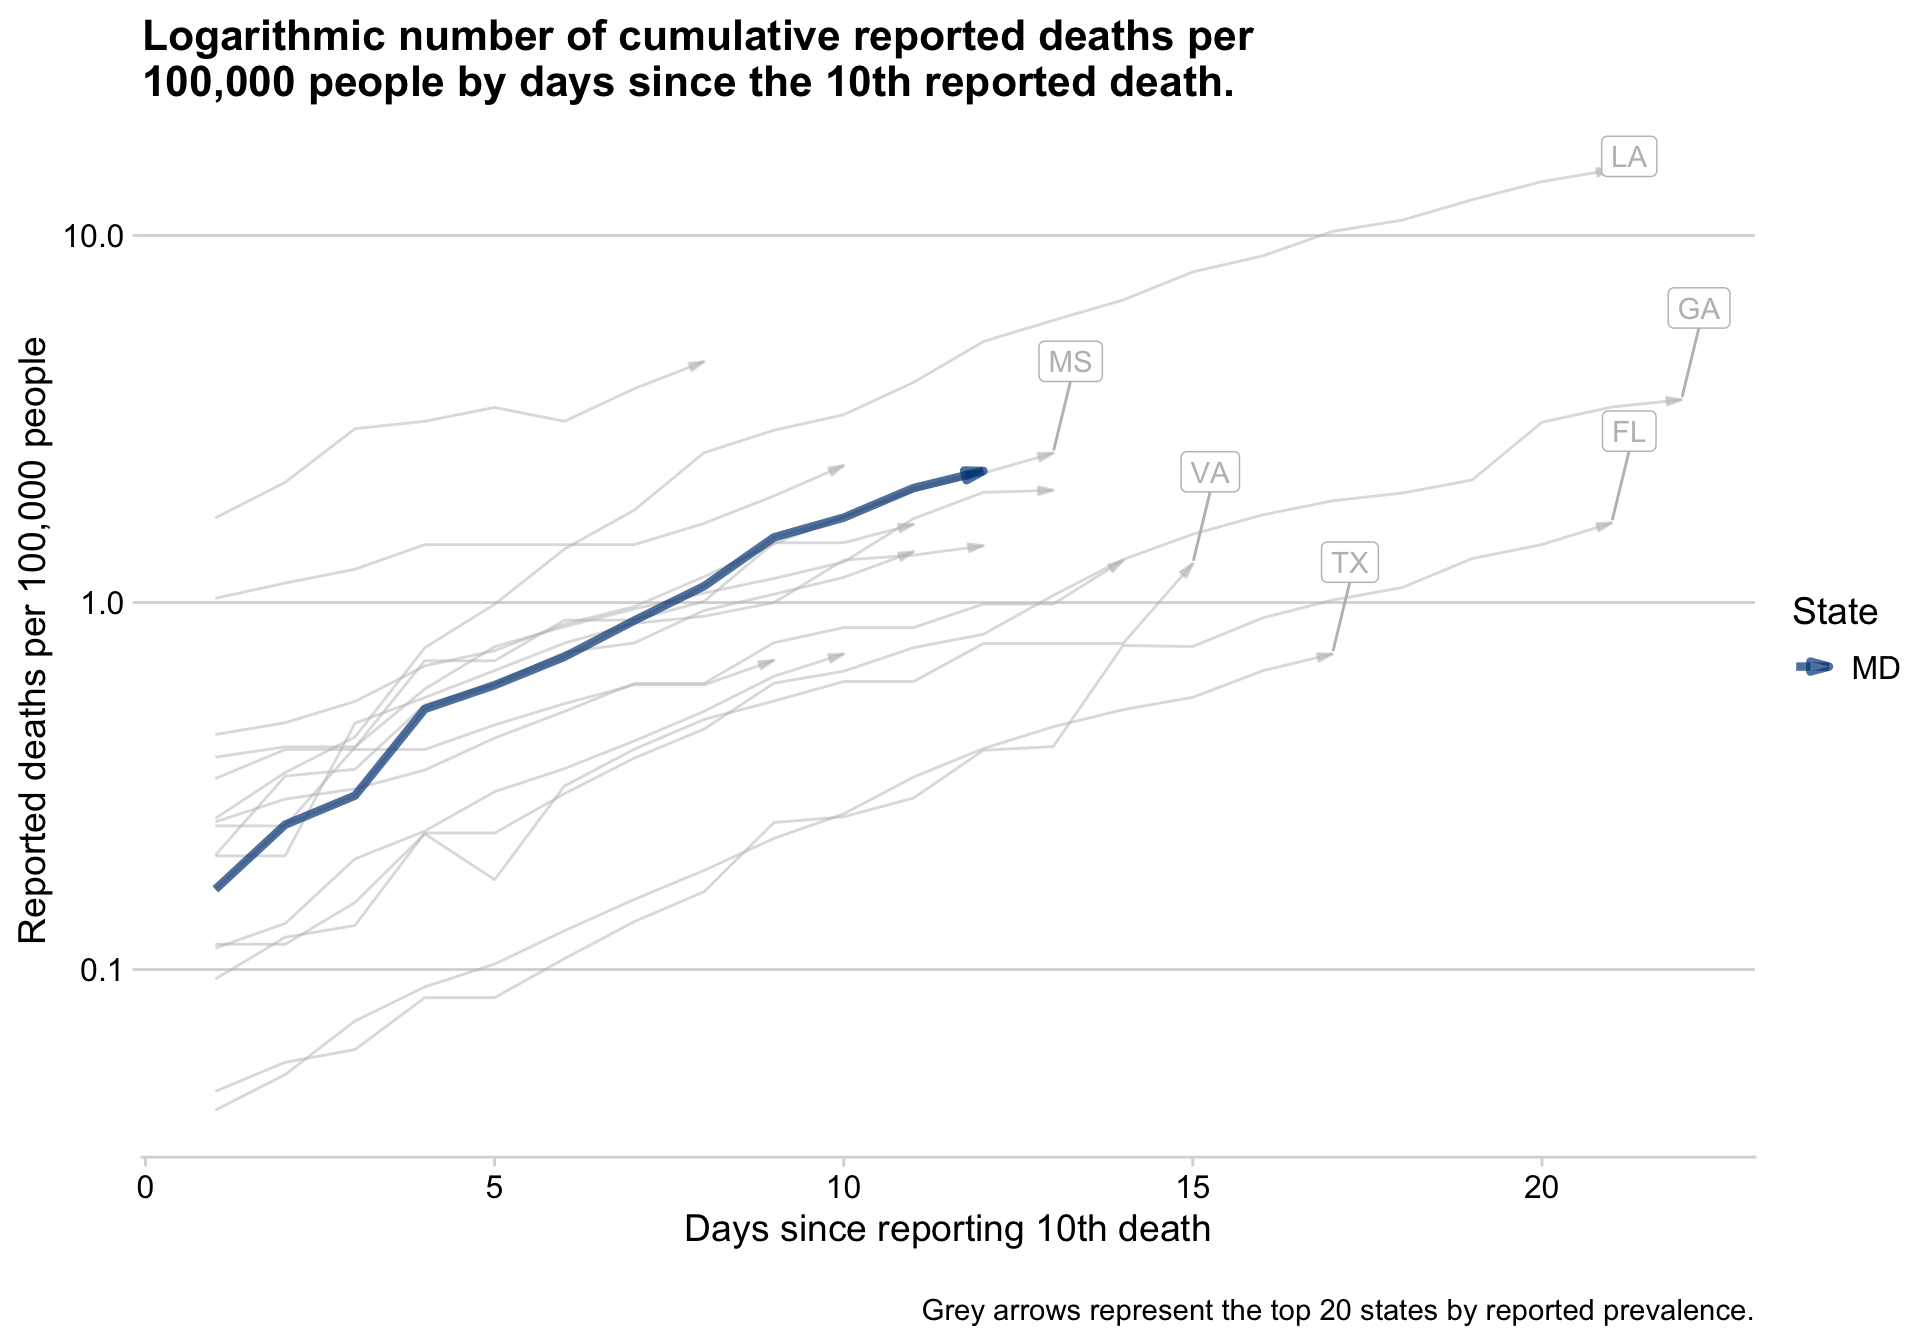 Logarithmic number of cumulative reported deaths per
100,000 people by days since the 10th reported death.
LA
10.0
GA
MS
FL
VA
TX
1.0
0.1
Reported deaths per 100,000 people
State
MD
0 5 10 15 20
Days since reporting 10th death
Grey arrows represent the top 20 states by reported prevalence.